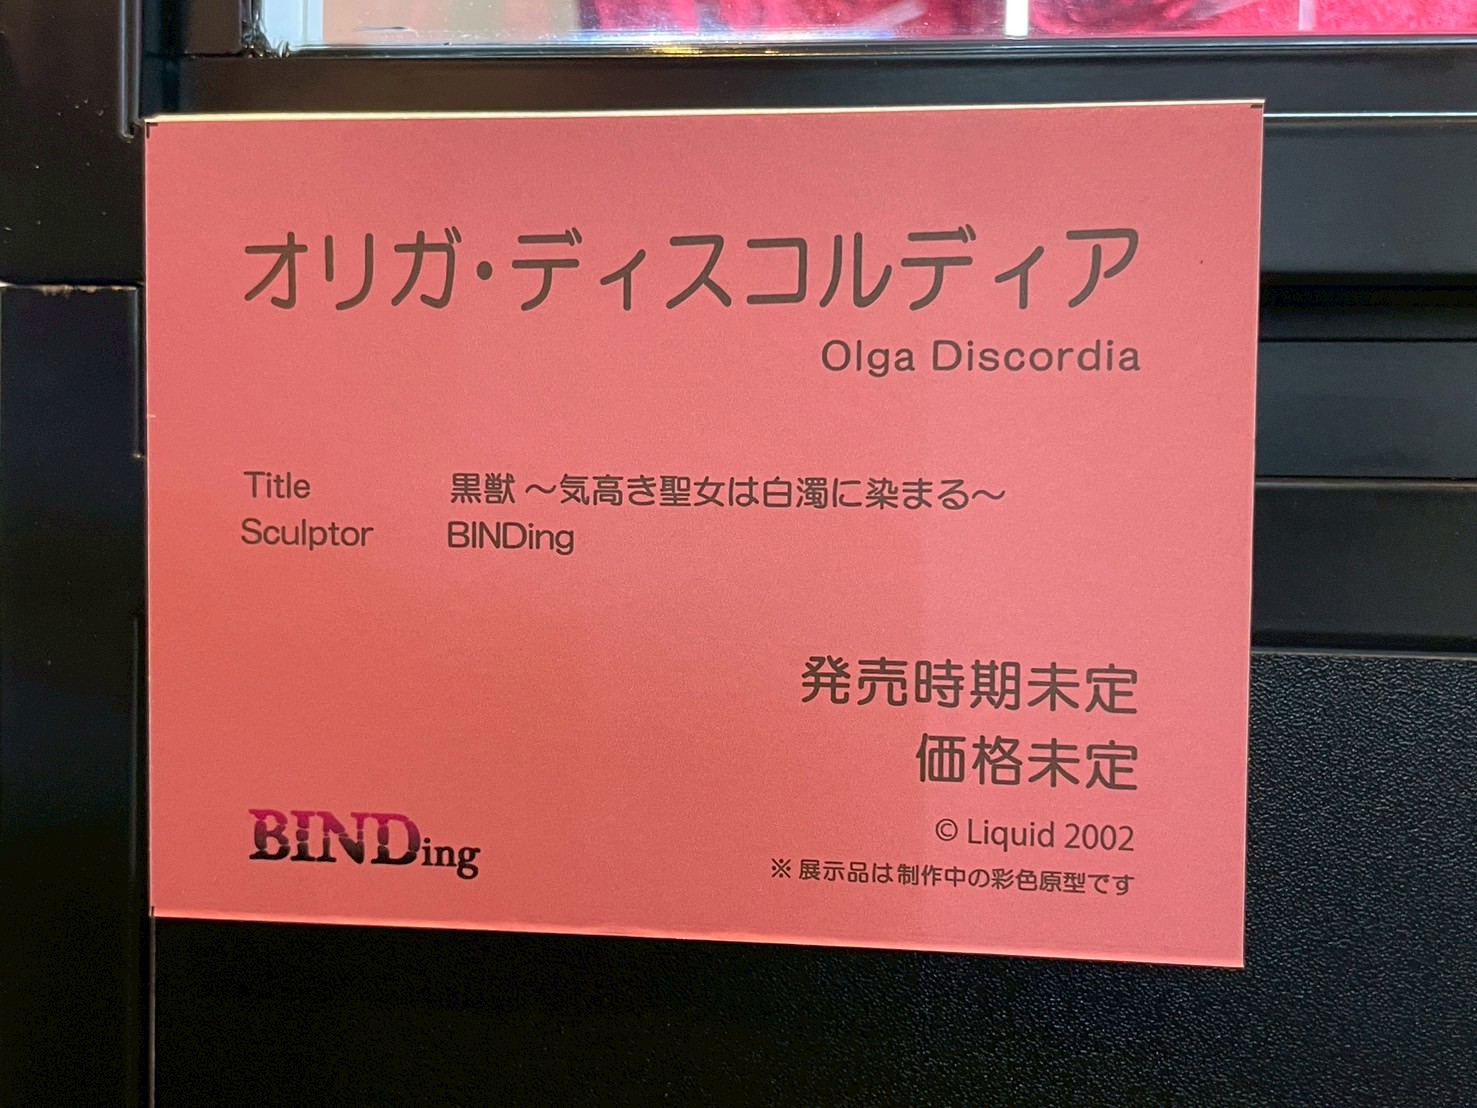 オリガ・ディスコルディア
Olga Discordia
Title 黒獣 ～気高き聖女は白濁に染まる～
Sculptor BINDing
発売時期未定
価格未定
© Liquid 2002
※ 展示品は制作中の彩色原型です
BINDing